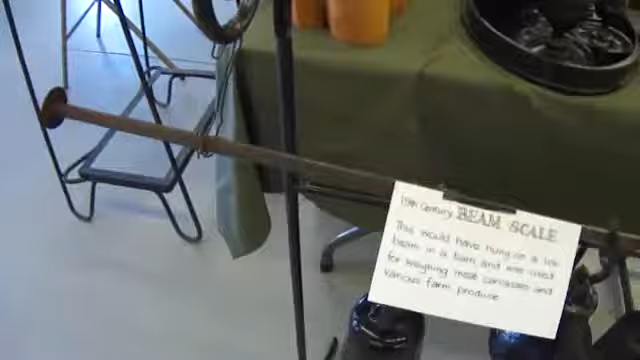 19th Century BEAM SCALE
This would have hung on a
beam in a barn and was used
for weighing meat carcasses and
various farm produce